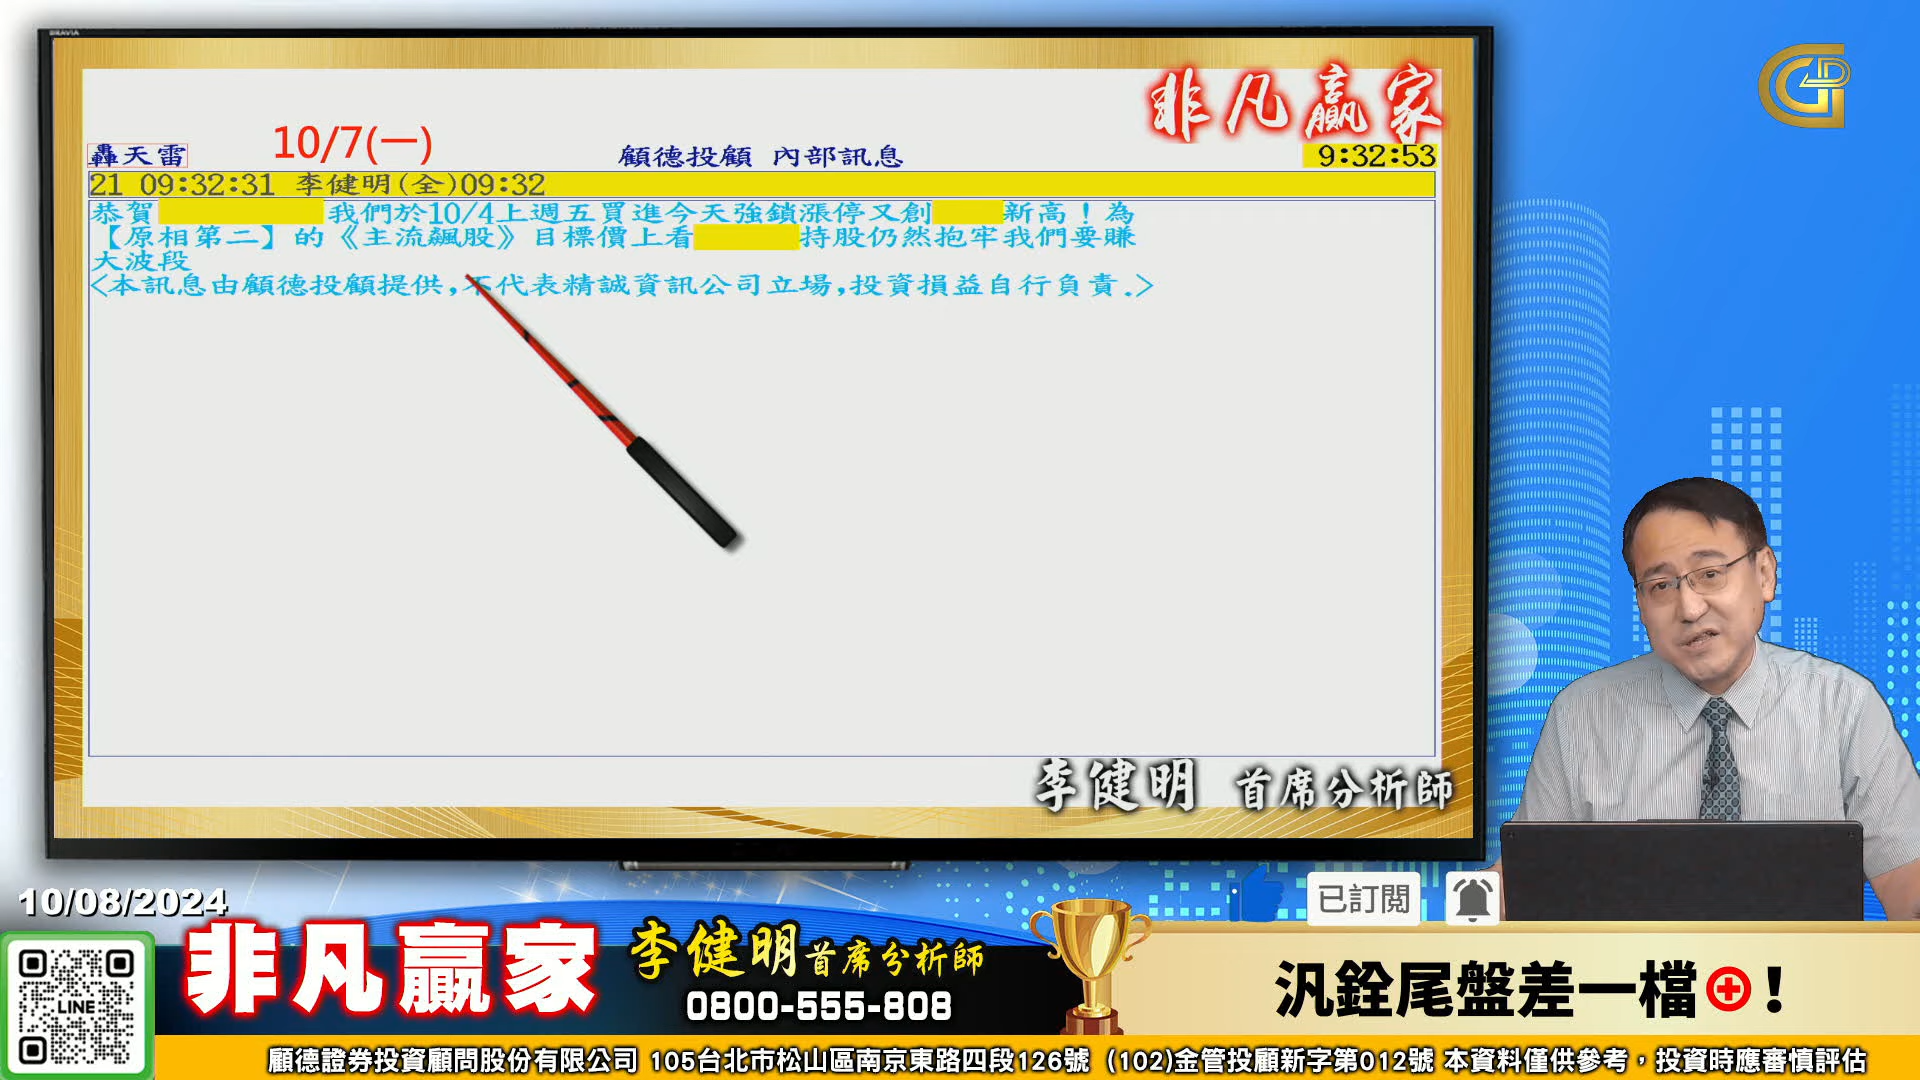 BRAVIA
非凡贏家
轟天雷 10/7(一) 顧德投顧 內部訊息 9:32:53
21 09:32:31 李健明(全)09:32
恭賀 我們於10/4上週五買進今天強鎖漲停又創 新高！為
【原相第二】的《主流飆股》目標價上看 持股仍然抱牢我們要賺
大波段
<本訊息由顧德投顧提供,不代表精誠資訊公司立場,投資損益自行負責.>
李健明 首席分析師
已訂閱
10/08/2024
非凡贏家 李健明首席分析師
0800-555-808
LINE
汎銓尾盤差一檔！
顧德證券投資顧問股份有限公司 105台北市松山區南京東路四段126號 (102)金管投顧新字第012號 本資料僅供參考，投資時應審慎評估